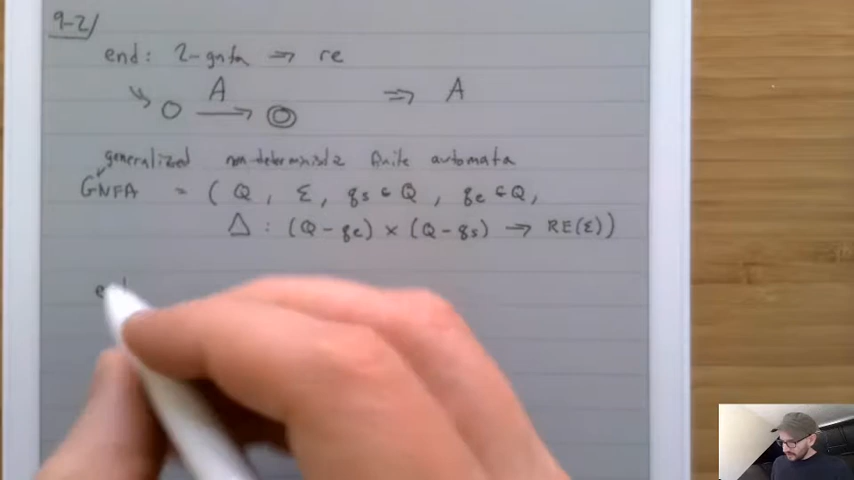 9-2/
end: 2-gnfa => re
A
=> A
generalized non-deterministic finite automata
GNFA = ( Q, Σ, qs ∈ Q, qe ∈ Q,
Δ : (Q - qe) × (Q - qs) → RE(Σ))